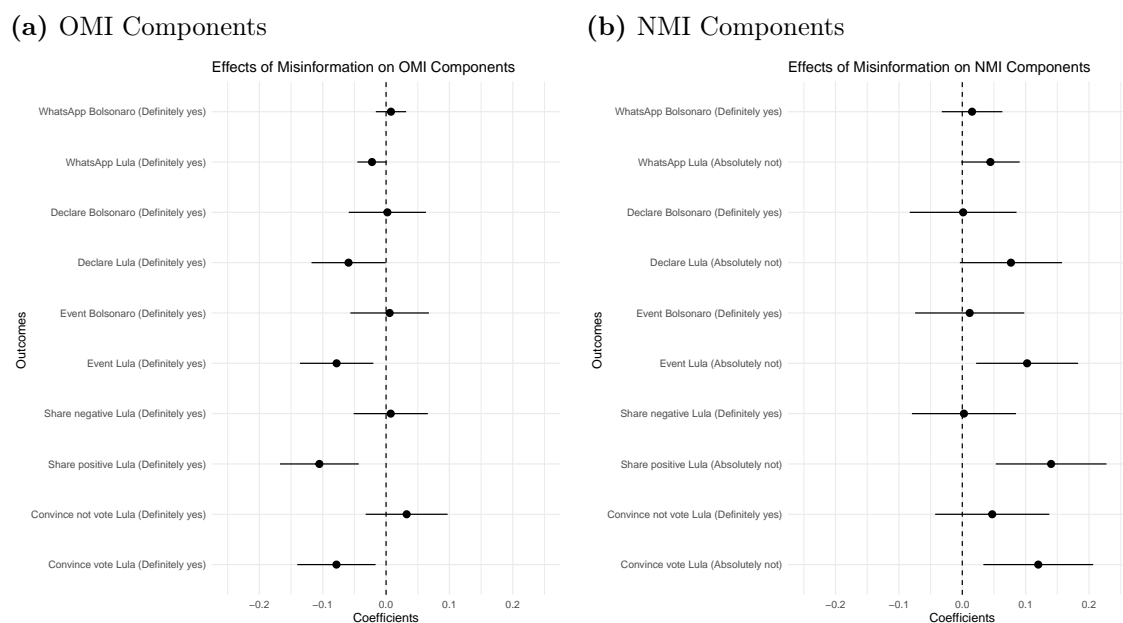 (a) OMI Components
Effects of Misinformation on OMI Components
WhatsApp Bolsonaro (Definitely yes)
WhatsApp Lula (Definitely yes)
Declare Bolsonaro (Definitely yes)
Declare Lula (Definitely yes)
Event Bolsonaro (Definitely yes)
Event Lula (Definitely yes)
Share negative Lula (Definitely yes)
Share positive Lula (Definitely yes)
Convince not vote Lula (Definitely yes)
Convince vote Lula (Definitely yes)
Outcomes
−0.2 −0.1 0.0 0.1 0.2
Coefficients
(b) NMI Components
Effects of Misinformation on NMI Components
WhatsApp Bolsonaro (Definitely yes)
WhatsApp Lula (Absolutely not)
Declare Bolsonaro (Definitely yes)
Declare Lula (Absolutely not)
Event Bolsonaro (Definitely yes)
Event Lula (Absolutely not)
Share negative Lula (Definitely yes)
Share positive Lula (Absolutely not)
Convince not vote Lula (Definitely yes)
Convince vote Lula (Absolutely not)
Outcomes
−0.2 −0.1 0.0 0.1 0.2
Coefficients